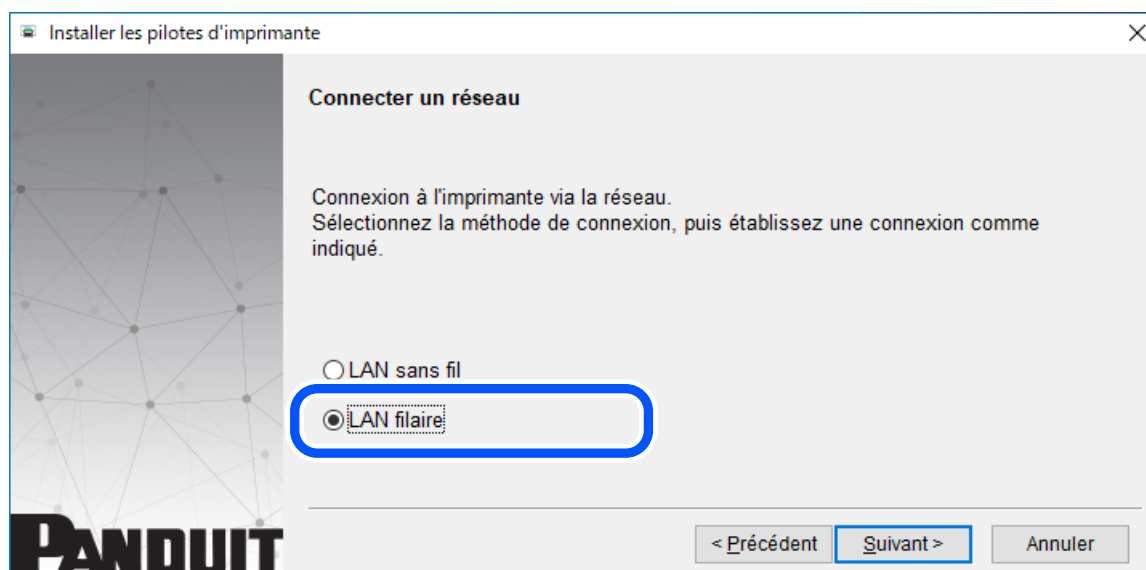 Installer les pilotes d'imprimante
Connecter un réseau
Connexion à l'imprimante via la réseau.
Sélectionnez la méthode de connexion, puis établissez une connexion comme
indiqué.
LAN sans fil
LAN filaire
PANDUIT
< Précédent
Suivant >
Annuler